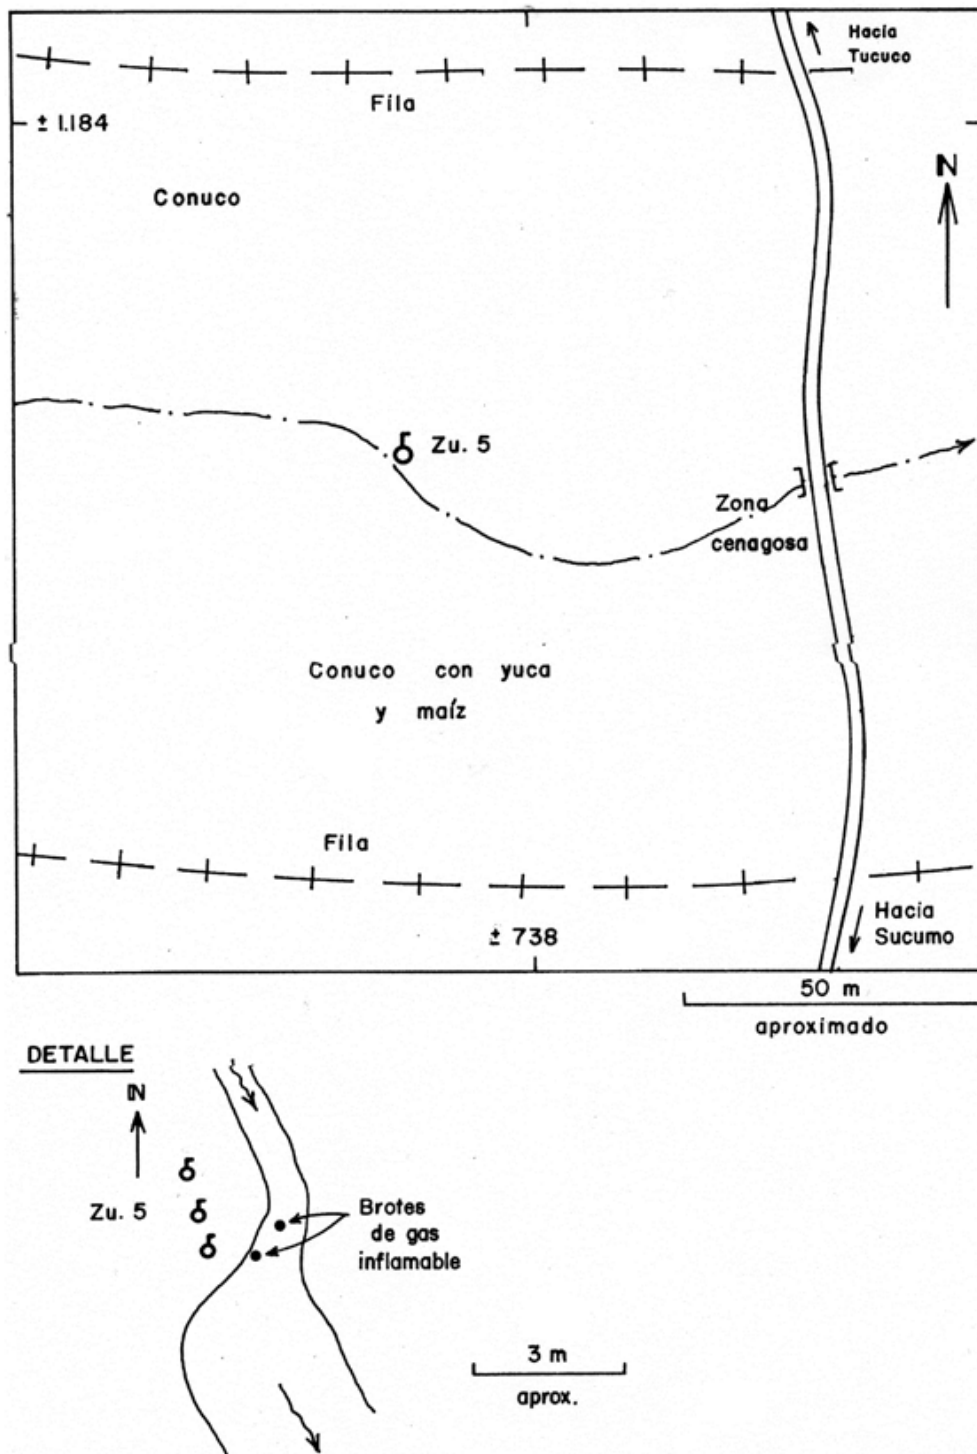 Hacia
Tucuco
Fila
± 1.184
Conuco
N
Zu. 5
Zona
cenagosa
Conuco con yuca
y maíz
Fila
Hacia
Sucumo
± 738
50 m
aproximado
DETALLE
N
Zu. 5
Brotes
de gas
inflamable
3 m
aprox.